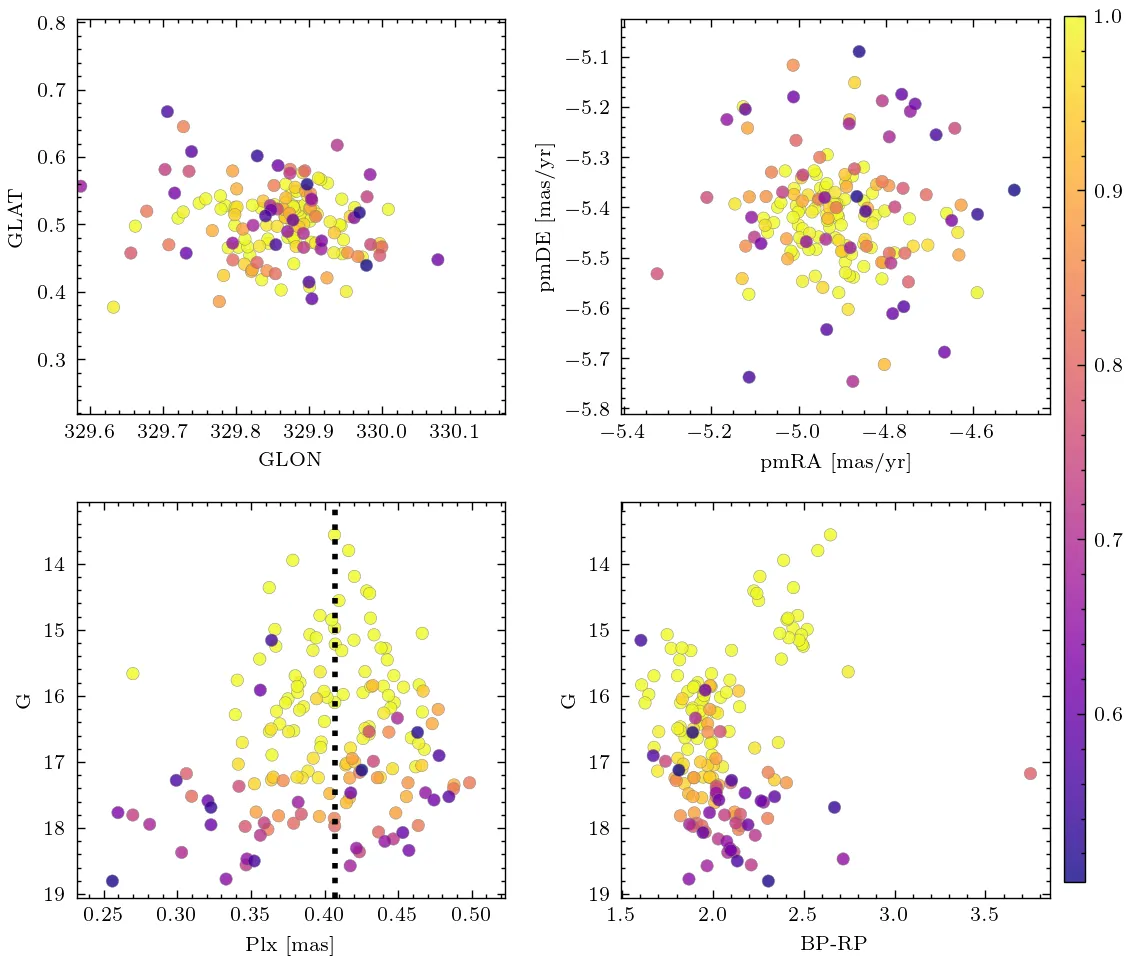 0.8
0.7
0.6
0.5
0.4
0.3
GLAT
329.6 329.7 329.8 329.9 330.0 330.1
GLON
−5.1
−5.2
−5.3
−5.4
−5.5
−5.6
−5.7
−5.8
pmDE [mas/yr]
−5.4 −5.2 −5.0 −4.8 −4.6
pmRA [mas/yr]
1.0
0.9
0.8
0.7
0.6
14
15
16
17
18
19
G
0.25 0.30 0.35 0.40 0.45 0.50
Plx [mas]
14
15
16
17
18
19
G
1.5 2.0 2.5 3.0 3.5
BP-RP